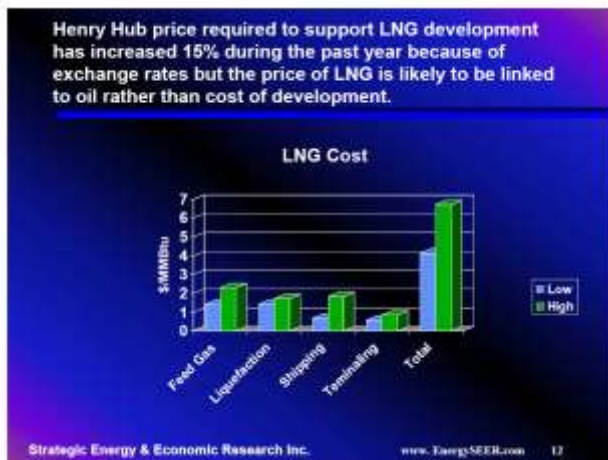 Henry Hub price required to support LNG development
has increased 15% during the past year because of
exchange rates but the price of LNG is likely to be linked
to oil rather than cost of development.
LNG Cost
7
6
5
4
3
2
1
0
$/MMBtu
Feed Gas
Liquefaction
Shipping
Teminaling
Total
Low
High
Strategic Energy & Economic Research Inc. www. EnergySEER.com 12